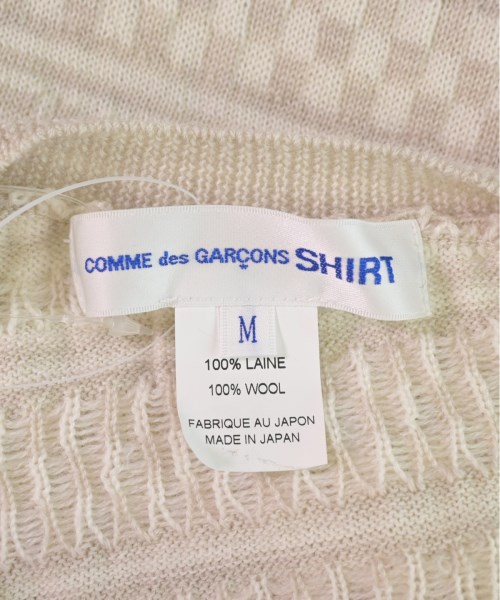 COMME des GARÇONS SHIRT
M
100% LAINE
100% WOOL
FABRIQUE AU JAPON
MADE IN JAPAN